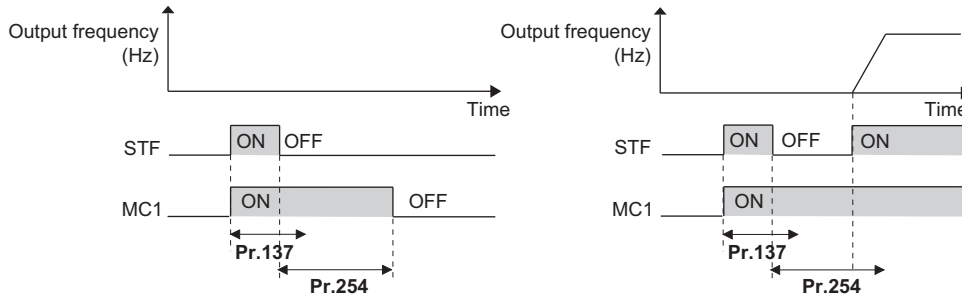 Output frequency
(Hz)
Time
STF
ON
OFF
MC1
ON
OFF
Pr.137
Pr.254
Output frequency
(Hz)
Time
STF
ON
OFF
ON
MC1
ON
Pr.137
Pr.254